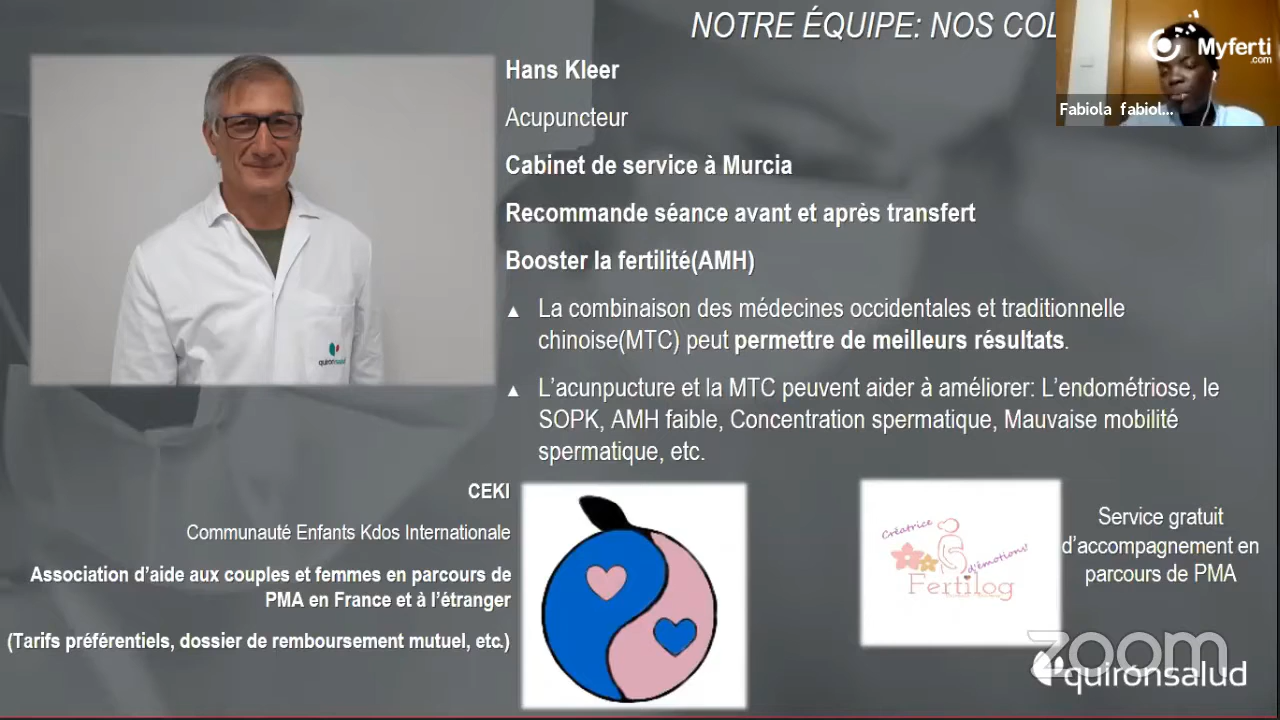 NOTRE ÉQUIPE: NOS COL
Myferti
.com
Fabiola fabiol...
Hans Kleer
Acupuncteur
Cabinet de service à Murcia
Recommande séance avant et après transfert
Booster la fertilité(AMH)
▲ La combinaison des médecines occidentales et traditionnelle
chinoise(MTC) peut permettre de meilleurs résultats.
▲ L'acunpucture et la MTC peuvent aider à améliorer: L'endométriose, le
SOPK, AMH faible, Concentration spermatique, Mauvaise mobilité
spermatique, etc.
quironsalud
CEKI
Communauté Enfants Kdos Internationale
Association d'aide aux couples et femmes en parcours de
PMA en France et à l'étranger
(Tarifs préférentiels, dossier de remboursement mutuel, etc.)
Créatrice
d'émotions!
Fertilog
Service gratuit
d'accompagnement en
parcours de PMA
zoom
quironsalud